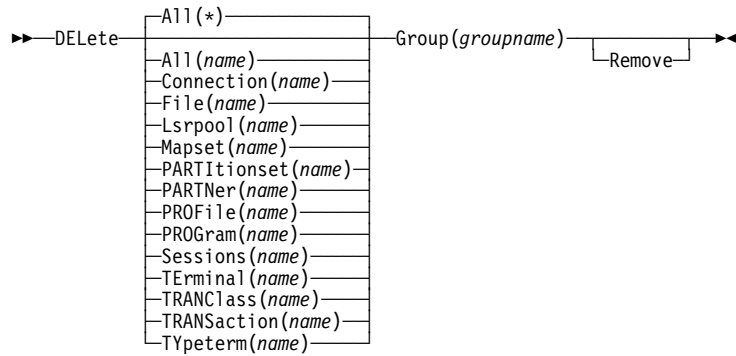 All(*)
DELete Group(groupname)
All(name) Remove
Connection(name)
File(name)
Lsrpool(name)
Mapset(name)
PARTItionset(name)
PARTNer(name)
PROFile(name)
PROGram(name)
Sessions(name)
TErminal(name)
TRANClass(name)
TRANSaction(name)
TYpeterm(name)